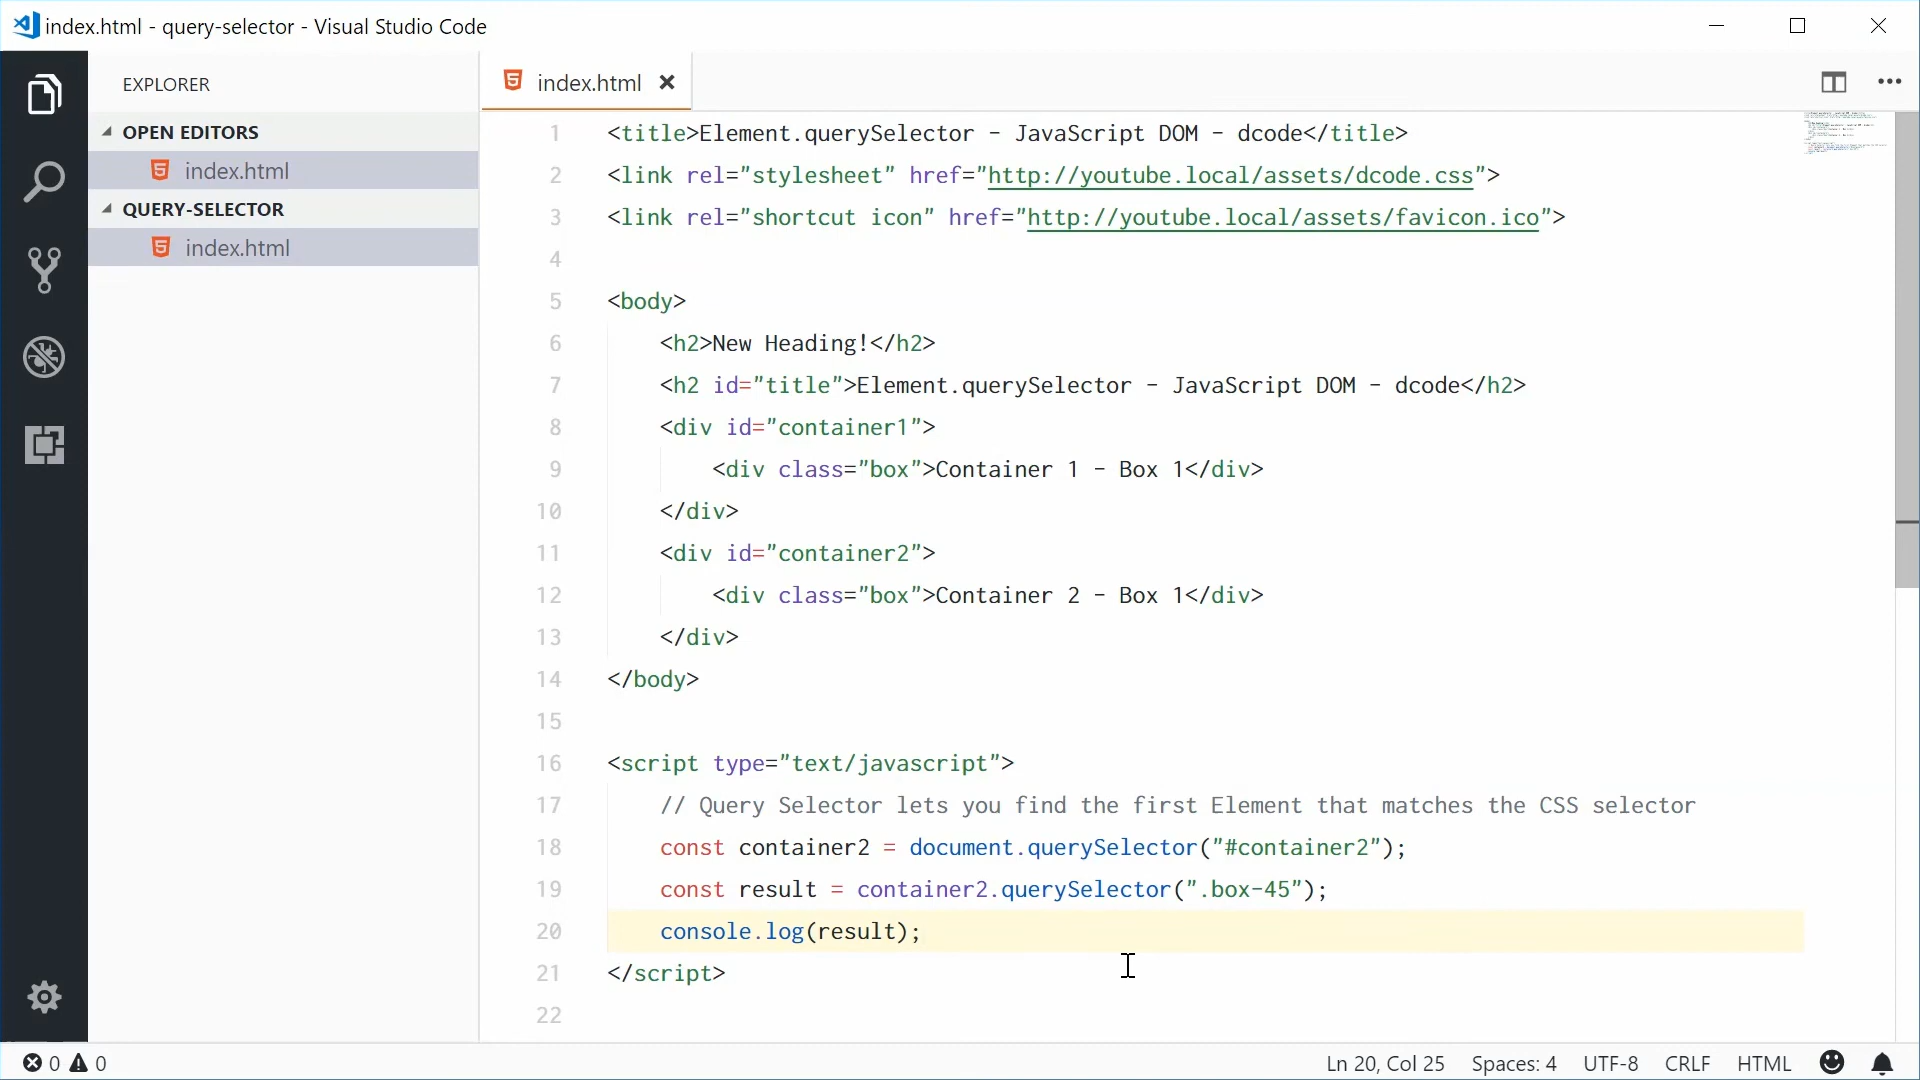 index.html - query-selector - Visual Studio Code
EXPLORER
OPEN EDITORS
index.html
QUERY-SELECTOR
index.html
index.html
1 <title>Element.querySelector - JavaScript DOM - dcode</title>
2 <link rel="stylesheet" href="http://youtube.local/assets/dcode.css">
3 <link rel="shortcut icon" href="http://youtube.local/assets/favicon.ico">
4
5 <body>
6 <h2>New Heading!</h2>
7 <h2 id="title">Element.querySelector - JavaScript DOM - dcode</h2>
8 <div id="container1">
9 <div class="box">Container 1 - Box 1</div>
10 </div>
11 <div id="container2">
12 <div class="box">Container 2 - Box 1</div>
13 </div>
14 </body>
15
16 <script type="text/javascript">
17 // Query Selector lets you find the first Element that matches the CSS selector
18 const container2 = document.querySelector("#container2");
19 const result = container2.querySelector(".box-45");
20 console.log(result);
21 </script>
22
0 0
Ln 20, Col 25 Spaces: 4 UTF-8 CRLF HTML